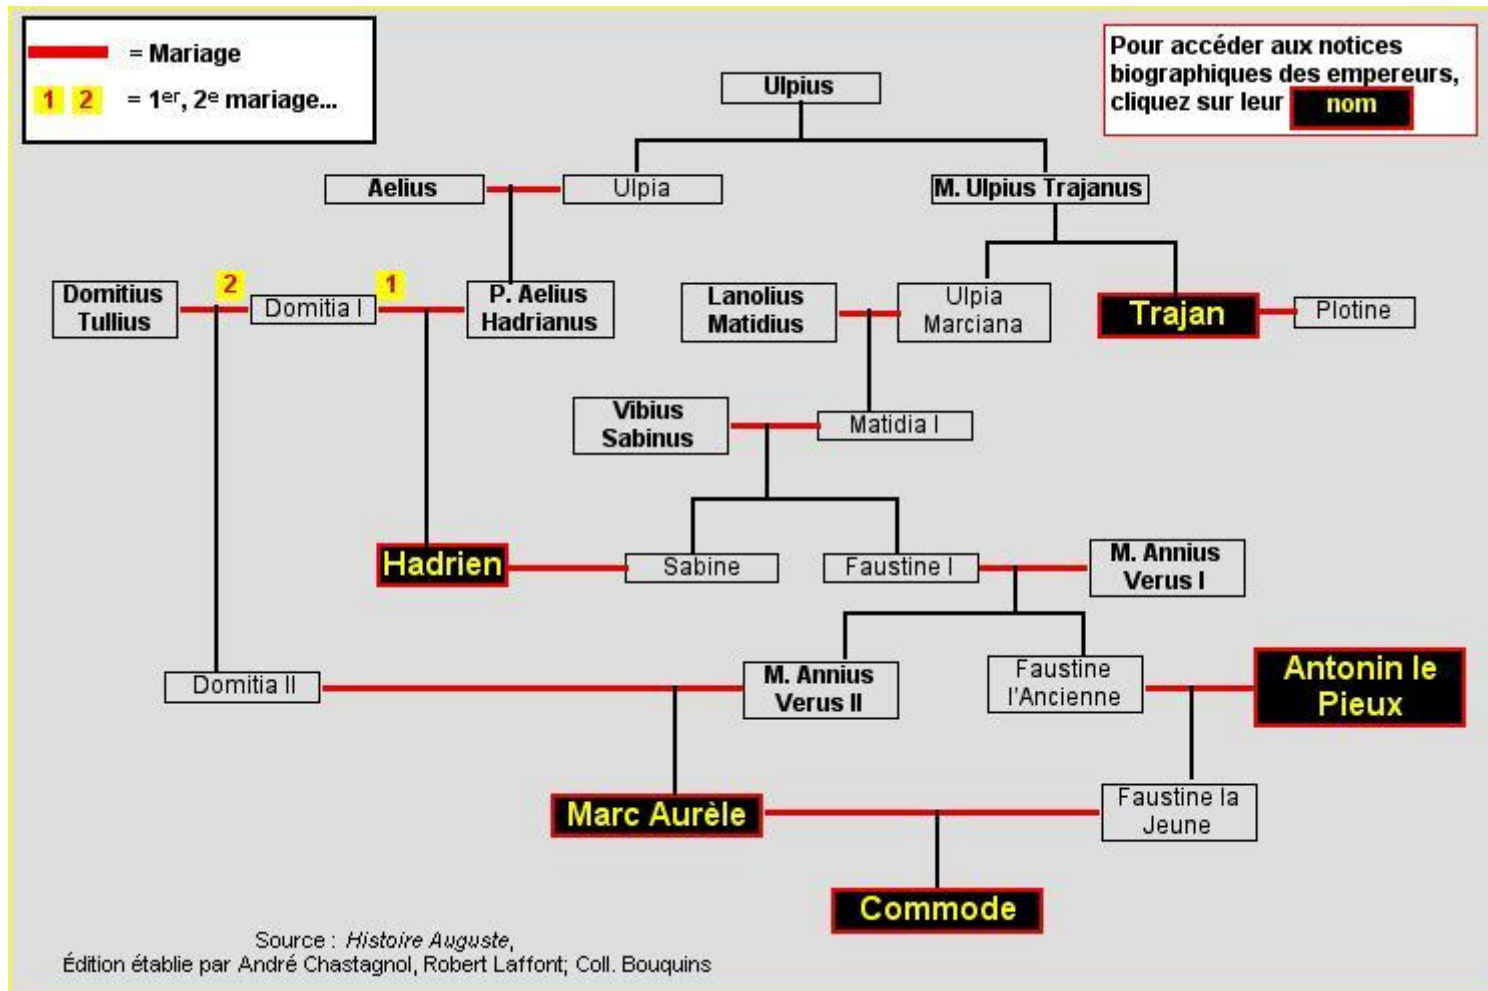 = Mariage
1 2 = 1er, 2e mariage...
Pour accéder aux notices
biographiques des empereurs,
cliquez sur leur nom
Ulpius
Aelius
Ulpia
M. Ulpius Trajanus
Domitius
Tullius
2
Domitia I
1
P. Aelius
Hadrianus
Lanolius
Matidius
Ulpia
Marciana
Trajan
Plotine
Vibius
Sabinus
Matidia I
Hadrien
Sabine
Faustine I
M. Annius
Verus I
Domitia II
M. Annius
Verus II
Faustine
l'Ancienne
Antonin le
Pieux
Marc Aurèle
Faustine la
Jeune
Commode
Source : Histoire Auguste,
Édition établie par André Chastagnol, Robert Laffont; Coll. Bouquins